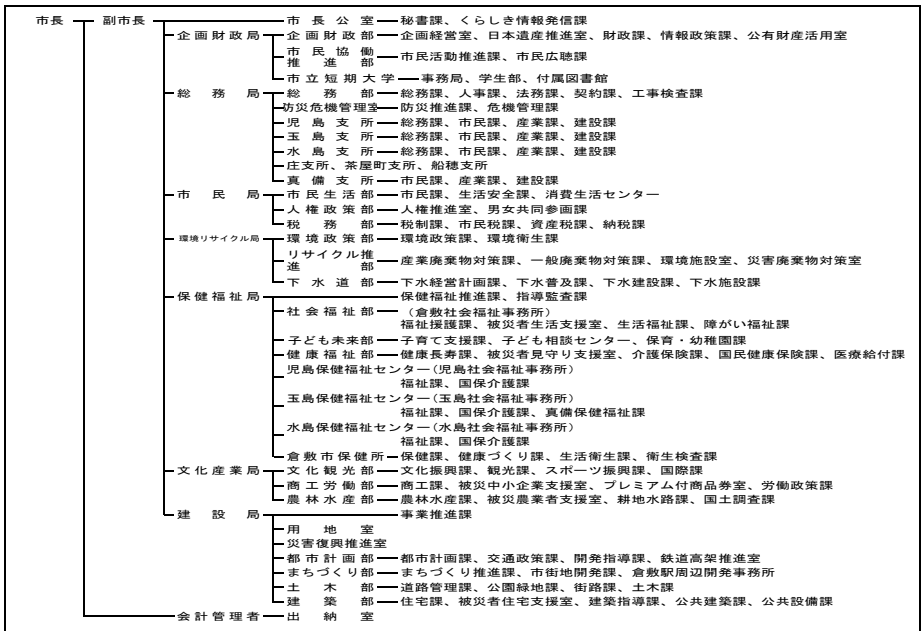 市長 副市長 市長公室 秘書課、くらしき情報発信課
企画財政局 企画財政部 企画経営室、日本遺産推進室、財政課、情報政策課、公有財産活用室
市民協働
推進部 市民活動推進課、市民広聴課
市立短期大学 事務局、学生部、付属図書館
総務局 総務部 総務課、人事課、法務課、契約課、工事検査課
防災危機管理室 防災推進課、危機管理課
児島支所 総務課、市民課、産業課、建設課
玉島支所 総務課、市民課、産業課、建設課
水島支所 総務課、市民課、産業課、建設課
庄支所、茶屋町支所、船穂支所
真備支所 市民課、産業課、建設課
市民局 市民生活部 市民課、生活安全課、消費生活センター
人権政策部 人権推進室、男女共同参画課
税務部 税制課、市民税課、資産税課、納税課
環境リサイクル局 環境政策部 環境政策課、環境衛生課
リサイクル推
進部 産業廃棄物対策課、一般廃棄物対策課、環境施設室、災害廃棄物対策室
下水道部 下水経営計画課、下水普及課、下水建設課、下水施設課
保健福祉局 保健福祉推進課、指導監査課
社会福祉部 (倉敷社会福祉事務所)
福祉援護課、被災者生活支援室、生活福祉課、障がい福祉課
子ども未来部 子育て支援課、子ども相談センター、保育・幼稚園課
健康福祉部 健康長寿課、被災者見守り支援室、介護保険課、国民健康保険課、医療給付課
児島保健福祉センター(児島社会福祉事務所)
福祉課、国保介護課
玉島保健福祉センター(玉島社会福祉事務所)
福祉課、国保介護課、真備保健福祉課
水島保健福祉センター(水島社会福祉事務所)
福祉課、国保介護課
倉敷市保健所 保健課、健康づくり課、生活衛生課、衛生検査課
文化産業局 文化観光部 文化振興課、観光課、スポーツ振興課、国際課
商工労働部 商工課、被災中小企業支援室、プレミアム付商品券室、労働政策課
農林水産部 農林水産課、被災農業者支援室、耕地水路課、国土調査課
建設局 事業推進課
用地室
災害復興推進室
都市計画部 都市計画課、交通政策課、開発指導課、鉄道高架推進室
まちづくり部 まちづくり推進課、市街地開発課、倉敷駅周辺開発事務所
土木部 道路管理課、公園緑地課、街路課、土木課
建築部 住宅課、被災者住宅支援室、建築指導課、公共建築課、公共設備課
会計管理者 出納室